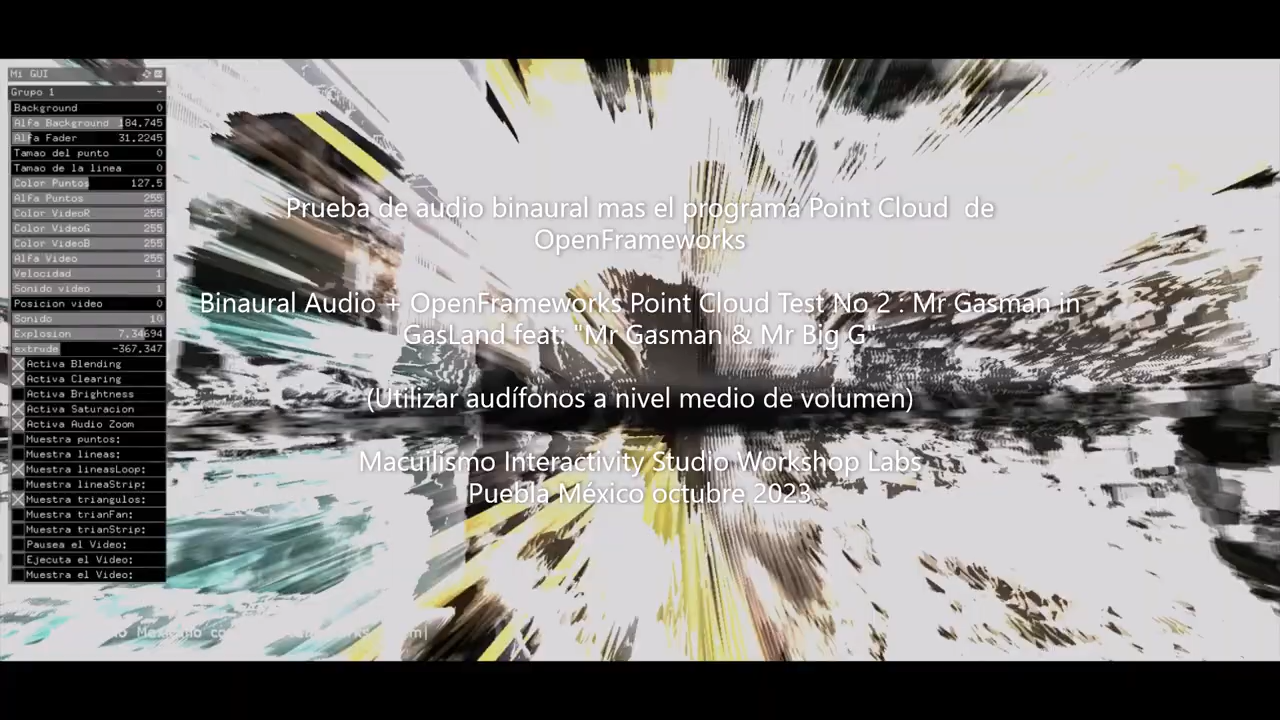 Mi GUI
Grupo 1 -
Background 0
Alfa Background 184.745
Alfa Fader 31.2245
Tamao del punto 0
Tamao de la linea 0
Color Puntos 127.5
Alfa Puntos 255
Color VideoR 255
Color VideoG 255
Color VideoB 255
Alfa Video 255
Velocidad 1
Sonido video 1
Posicion video 0
Sonido 10
Explosion 7.34694
extrude -367.347
Activa Blending
Activa Clearing
Activa Brightness
Activa Saturacion
Activa Audio Zoom
Muestra puntos:
Muestra lineas:
Muestra lineasLoop:
Muestra lineaStrip:
Muestra triangulos:
Muestra trianFan:
Muestra trianStrip:
Pausea el Video:
Ejecuta el Video:
Muestra el Video:
Prueba de audio binaural mas el programa Point Cloud de
OpenFrameworks
Binaural Audio + OpenFrameworks Point Cloud Test No 2 : Mr Gasman in
GasLand feat: "Mr Gasman & Mr Big G"
(Utilizar audífonos a nivel medio de volumen)
Macuilismo Interactivity Studio Workshop Labs
Puebla México octubre 2023
Mexicano